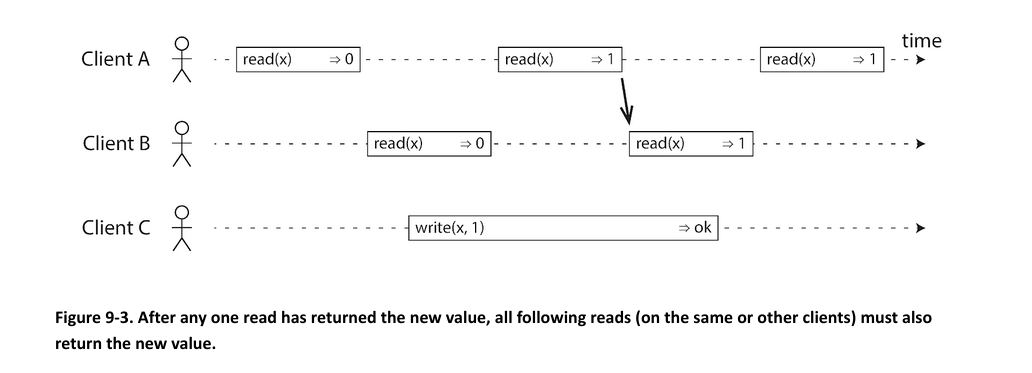 time
Client A read(x) ⇒ 0 read(x) ⇒ 1 read(x) ⇒ 1
Client B read(x) ⇒ 0 read(x) ⇒ 1
Client C write(x, 1) ⇒ ok
Figure 9-3. After any one read has returned the new value, all following reads (on the same or other clients) must also
return the new value.